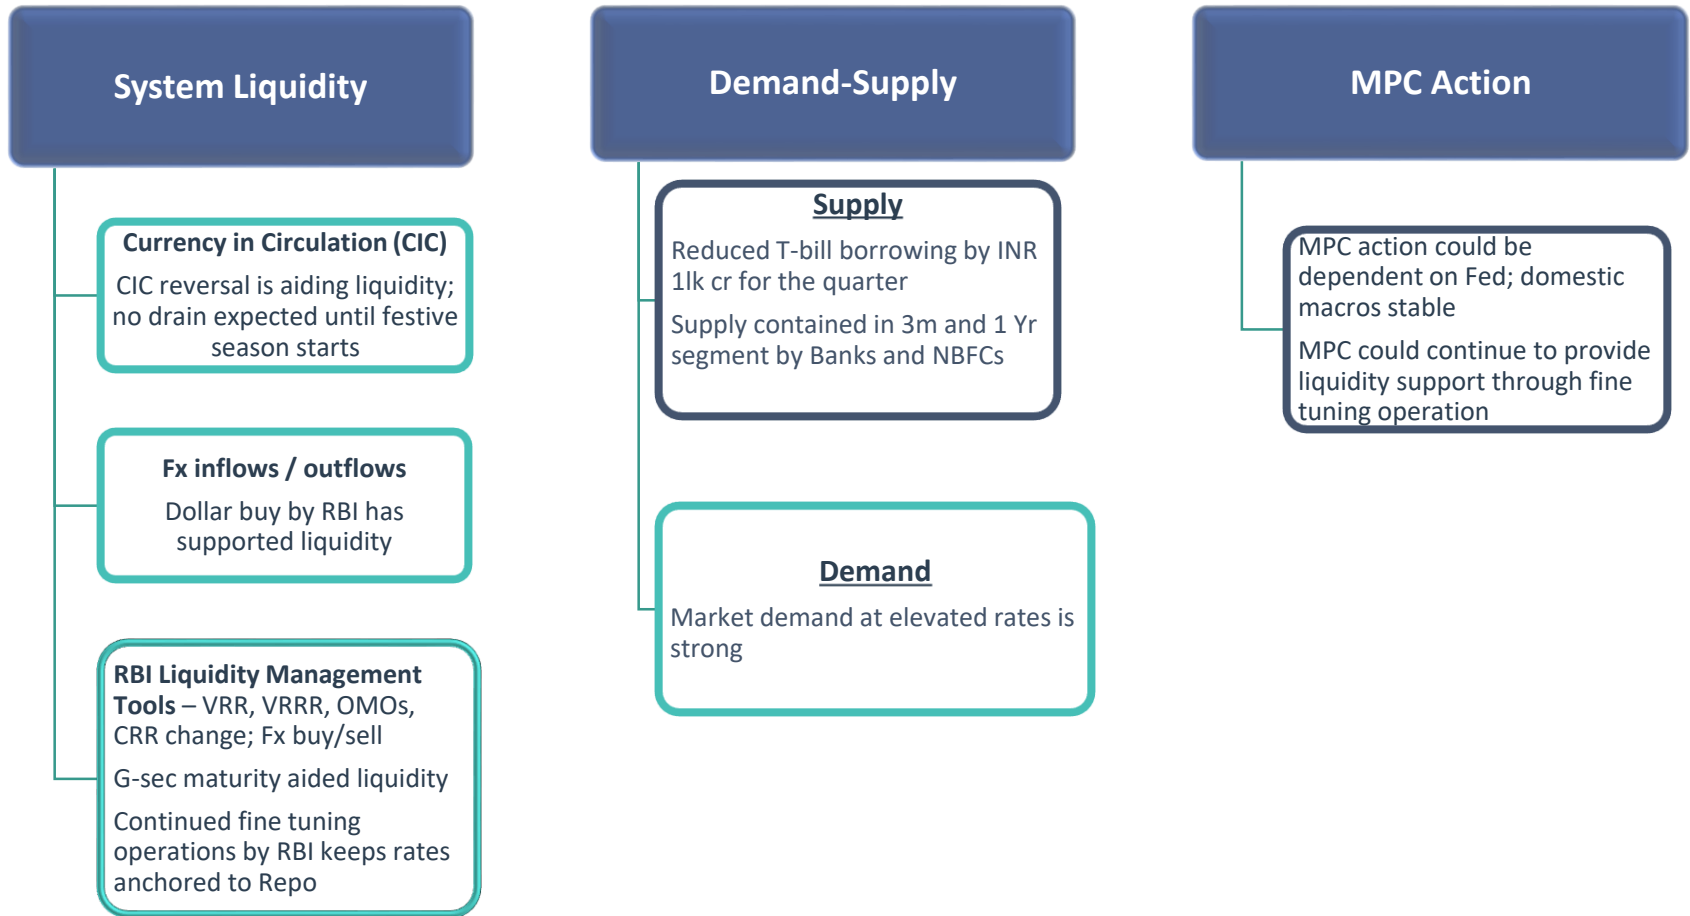 System Liquidity
Currency in Circulation (CIC)
CIC reversal is aiding liquidity;
no drain expected until festive
season starts
Fx inflows / outflows
Dollar buy by RBI has
supported liquidity
RBI Liquidity Management
Tools – VRR, VRRR, OMOs,
CRR change; Fx buy/sell
G-sec maturity aided liquidity
Continued fine tuning
operations by RBI keeps rates
anchored to Repo
Demand-Supply
Supply
Reduced T-bill borrowing by INR
1lk cr for the quarter
Supply contained in 3m and 1 Yr
segment by Banks and NBFCs
Demand
Market demand at elevated rates is
strong
MPC Action
MPC action could be
dependent on Fed; domestic
macros stable
MPC could continue to provide
liquidity support through fine
tuning operation